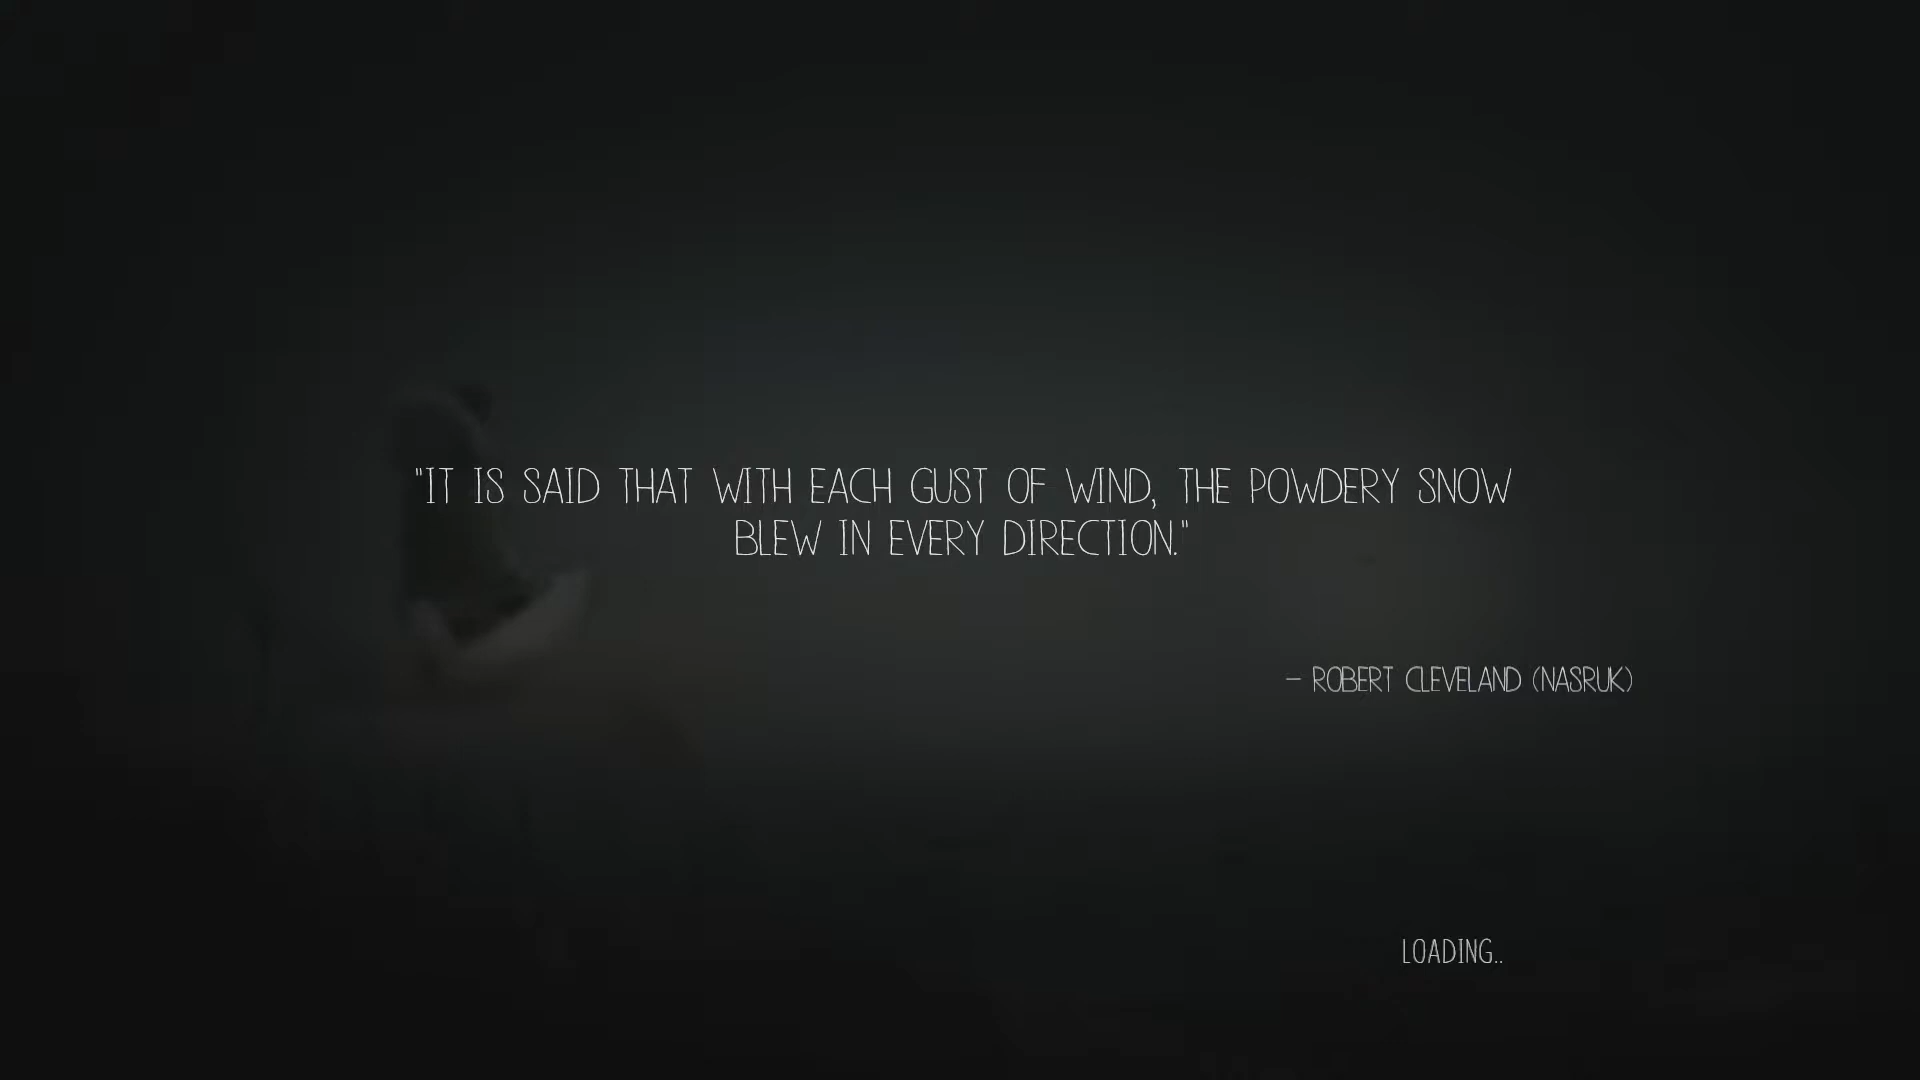 "IT IS SAID THAT WITH EACH GUST OF WIND, THE POWDERY SNOW
BLEW IN EVERY DIRECTION."
– ROBERT CLEVELAND (NASRUK)
LOADING..